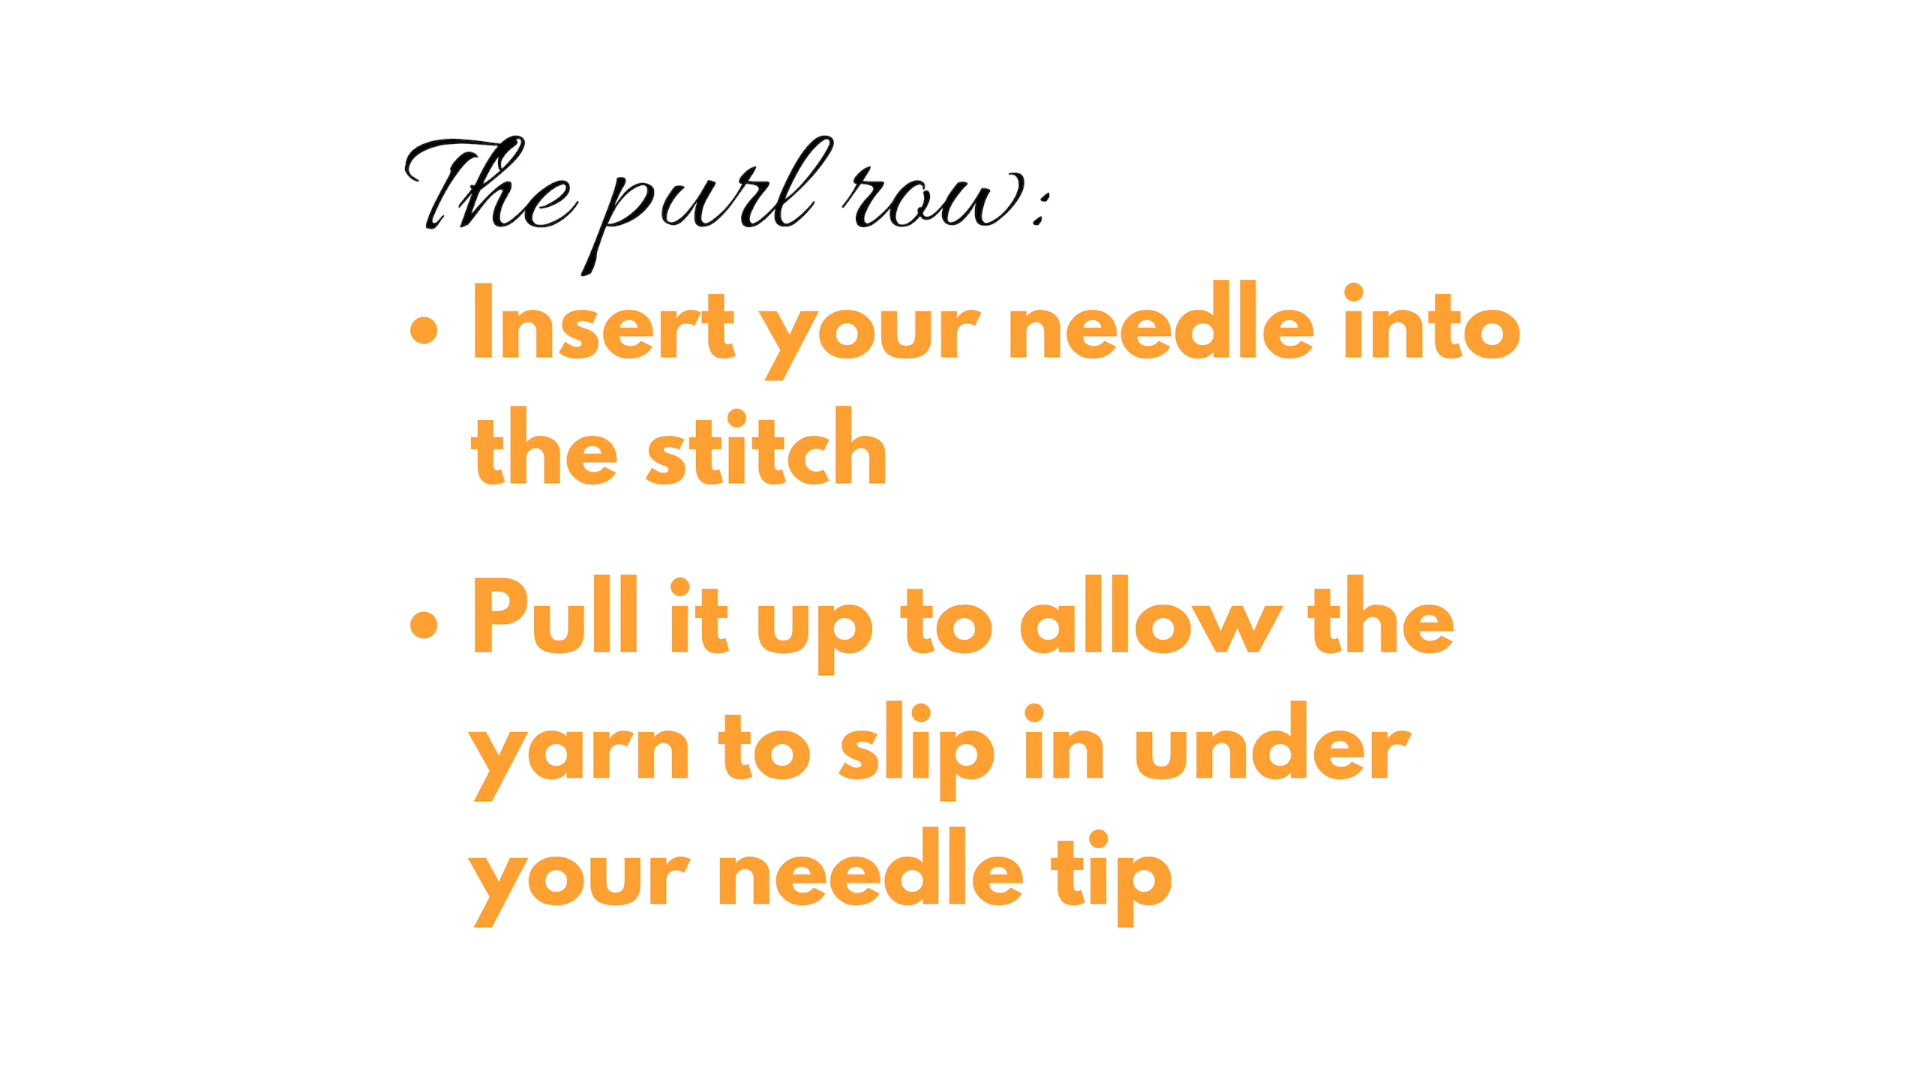 The purl row:
• Insert your needle into
the stitch
• Pull it up to allow the
yarn to slip in under
your needle tip